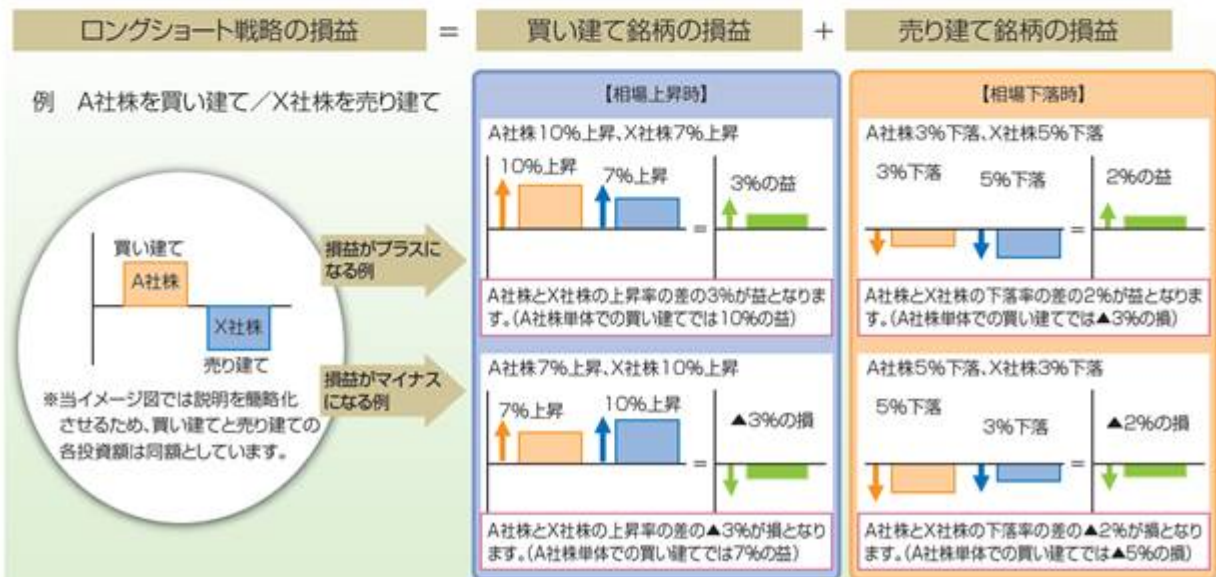 ロングショート戦略の損益 = 買い建て銘柄の損益 + 売り建て銘柄の損益
例 A社株を買い建て/X社株を売り建て
買い建て
A社株
X社株
売り建て
※当イメージ図では説明を簡略化
させるため、買い建てと売り建ての
各投資額は同額としています。
損益がプラスに
なる例
損益がマイナス
になる例
【相場上昇時】
A社株10%上昇、X社株7%上昇
10%上昇
7%上昇
=
3%の益
A社株とX社株の上昇率の差の3%が益となりま
す。(A社株単体での買い建てでは10%の益)
A社株7%上昇、X社株10%上昇
7%上昇
10%上昇
=
▲3%の損
A社株とX社株の上昇率の差の▲3%が損となり
ます。(A社株単体での買い建てでは7%の益)
【相場下落時】
A社株3%下落、X社株5%下落
3%下落
5%下落
=
2%の益
A社株とX社株の下落率の差の2%が益となりま
す。(A社株単体での買い建てでは▲3%の損)
A社株5%下落、X社株3%下落
5%下落
3%下落
=
▲2%の損
A社株とX社株の下落率の差の▲2%が損となり
ます。(A社株単体での買い建てでは▲5%の損)